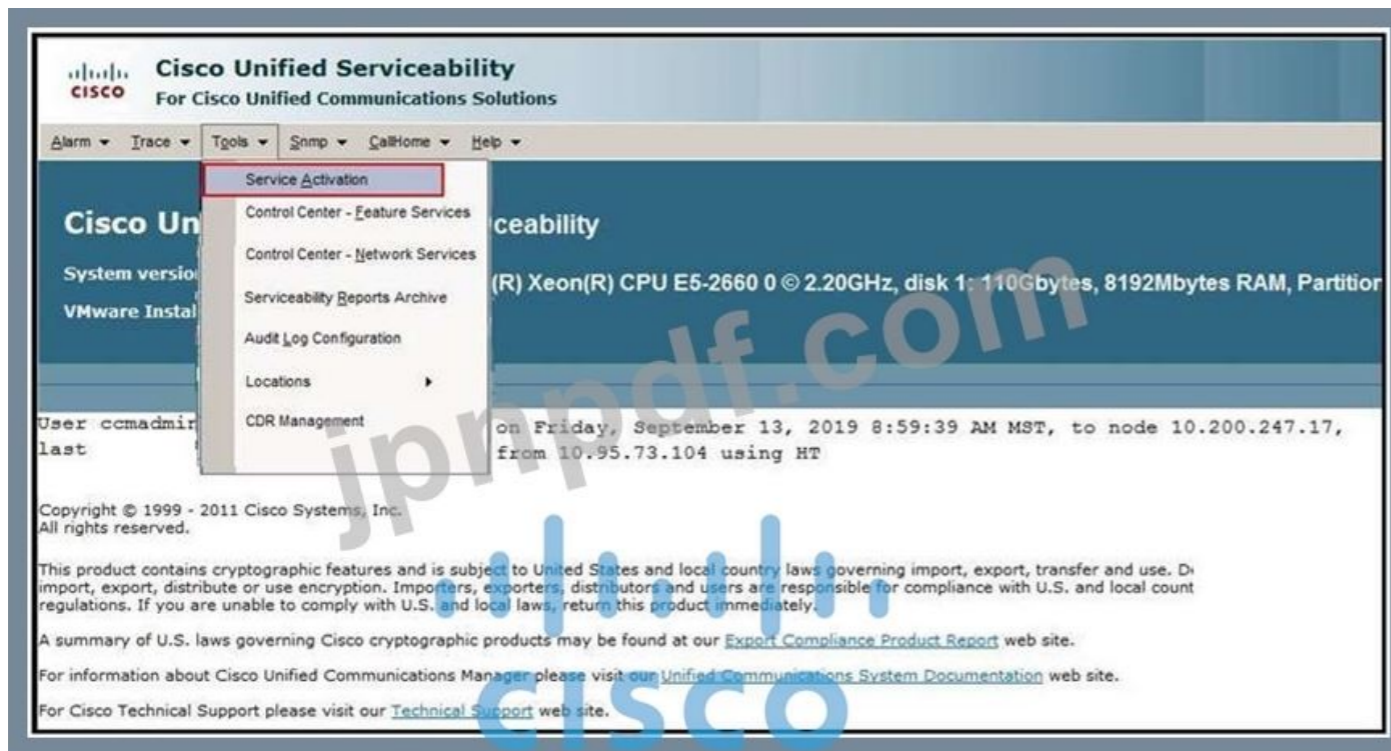 CISCO
Cisco Unified Serviceability
For Cisco Unified Communications Solutions
Alarm Trace Tools Snmp CallHome Help
Service Activation
Control Center - Feature Services
Control Center - Network Services
Serviceability Reports Archive
Audit Log Configuration
Locations
CDR Management
Cisco Un ceability
System versio (R) Xeon(R) CPU E5-2660 0 © 2.20GHz, disk 1: 110Gbytes, 8192Mbytes RAM, Partition
VMware Instal
User ccmadmin on Friday, September 13, 2019 8:59:39 AM MST, to node 10.200.247.17,
last from 10.95.73.104 using HT
Copyright © 1999 - 2011 Cisco Systems, Inc.
All rights reserved.
This product contains cryptographic features and is subject to United States and local country laws governing import, export, transfer and use. D
import, export, distribute or use encryption. Importers, exporters, distributors and users are responsible for compliance with U.S. and local count
regulations. If you are unable to comply with U.S. and local laws, return this product immediately.
A summary of U.S. laws governing Cisco cryptographic products may be found at our Export Compliance Product Report web site.
For information about Cisco Unified Communications Manager please visit our Unified Communications System Documentation web site.
For Cisco Technical Support please visit our Technical Support web site.
jpnpdf.com
CISCO